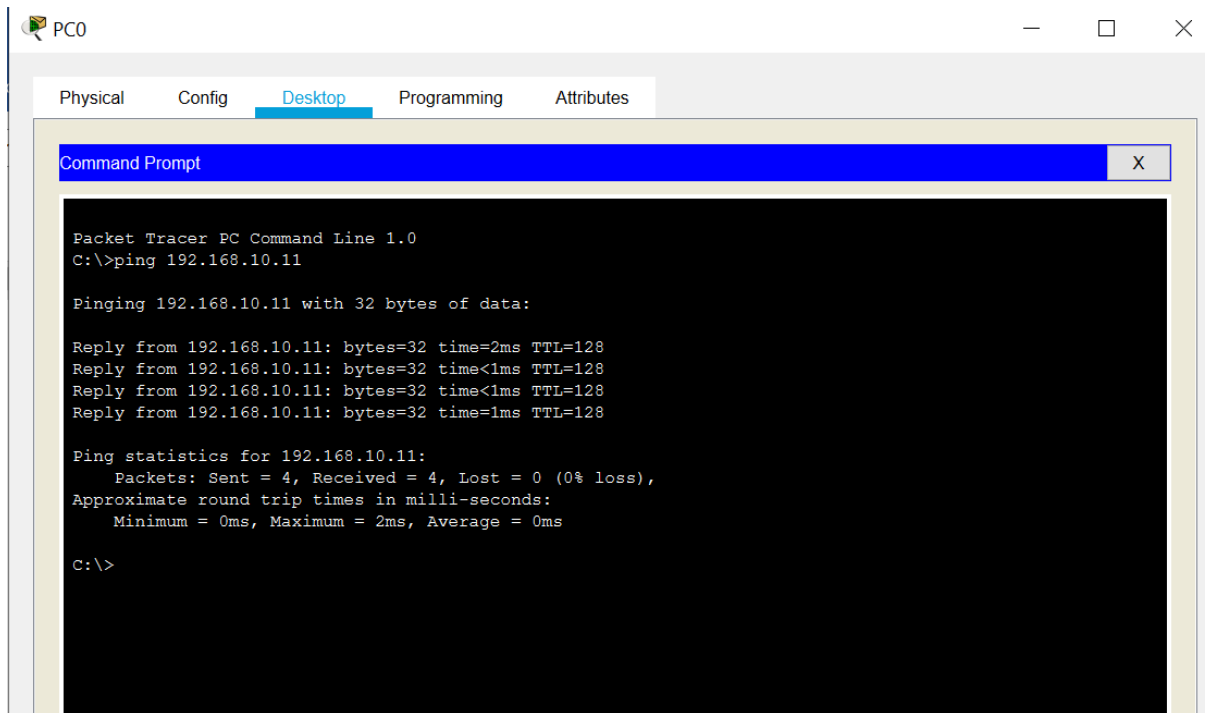 PC0
Physical Config Desktop Programming Attributes
Command Prompt X
Packet Tracer PC Command Line 1.0
C:\>ping 192.168.10.11
Pinging 192.168.10.11 with 32 bytes of data:
Reply from 192.168.10.11: bytes=32 time=2ms TTL=128
Reply from 192.168.10.11: bytes=32 time<1ms TTL=128
Reply from 192.168.10.11: bytes=32 time<1ms TTL=128
Reply from 192.168.10.11: bytes=32 time=1ms TTL=128
Ping statistics for 192.168.10.11:
Packets: Sent = 4, Received = 4, Lost = 0 (0% loss),
Approximate round trip times in milli-seconds:
Minimum = 0ms, Maximum = 2ms, Average = 0ms
C:\>